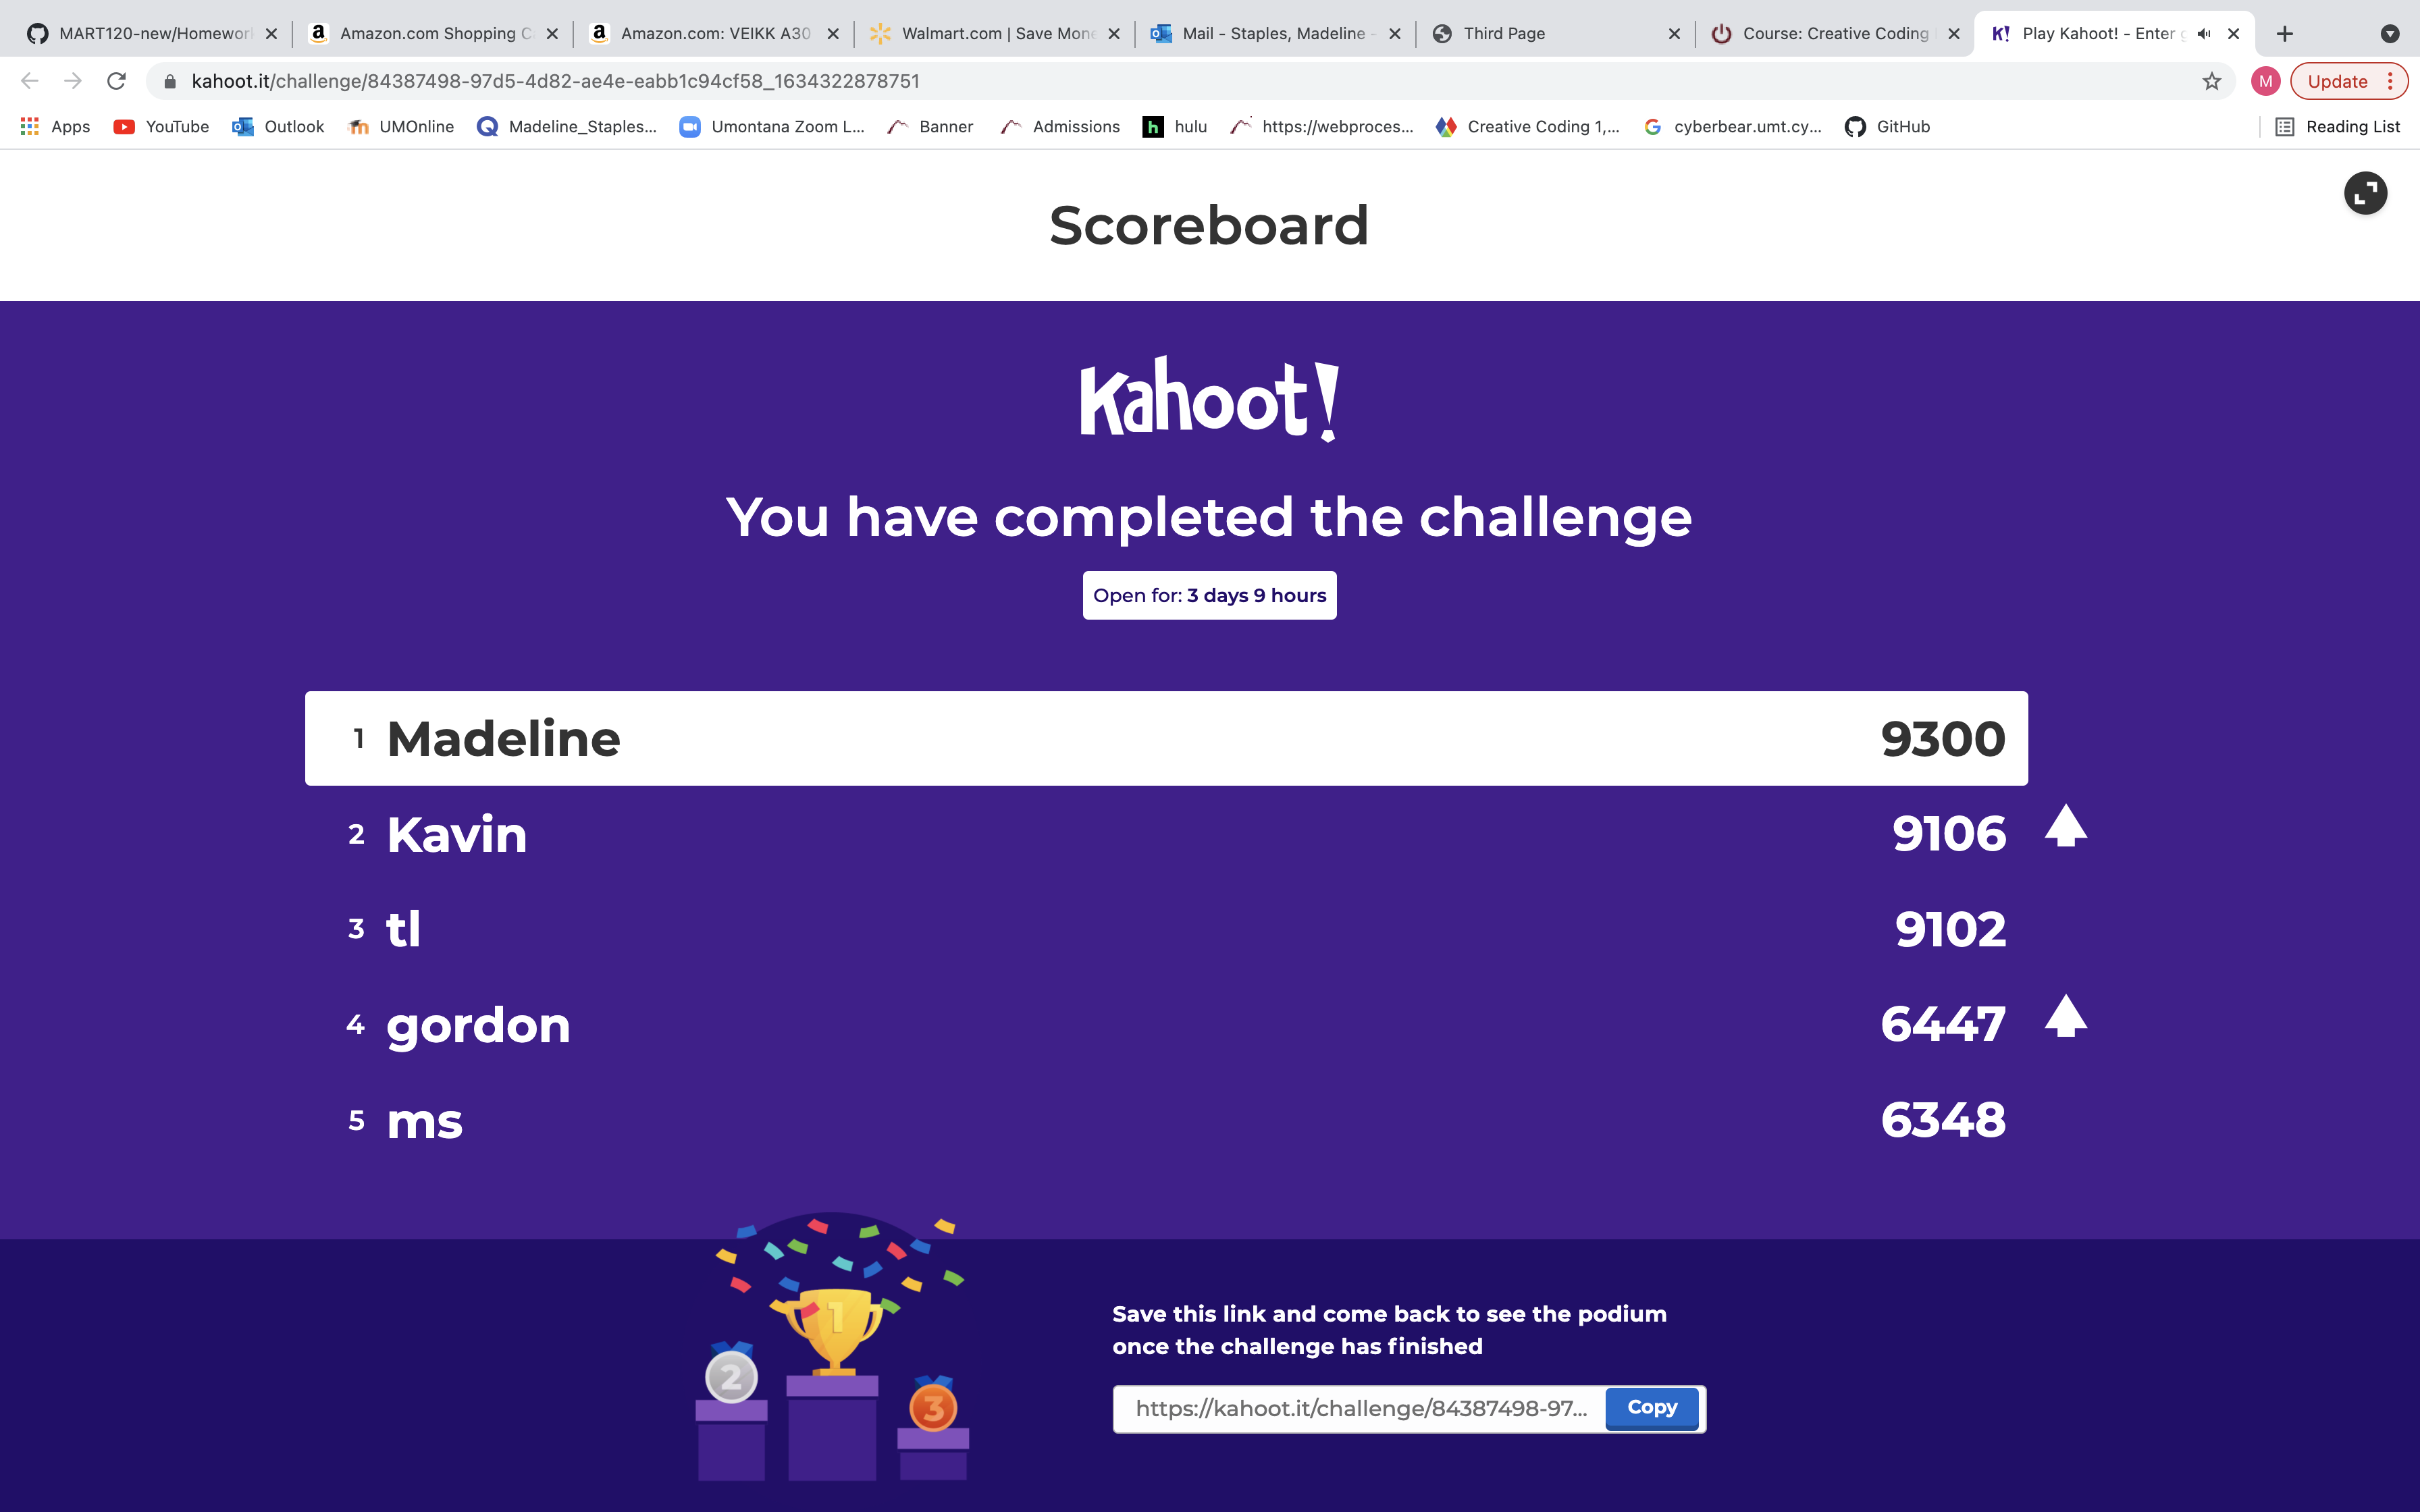 MART120-new/Homewor
Amazon.com Shopping C
Amazon.com: VEIKK A30
Walmart.com | Save Mone
Mail - Staples, Madeline -
Third Page
Course: Creative Coding
K! Play Kahoot! - Enter g
kahoot.it/challenge/84387498-97d5-4d82-ae4e-eabb1c94cf58_1634322878751
M
Update
Apps
YouTube
Outlook
UMOnline
Madeline_Staples...
Umontana Zoom L...
Banner
Admissions
h hulu
https://webproces...
Creative Coding 1,...
cyberbear.umt.cy...
GitHub
Reading List
Scoreboard
Kahoot!
You have completed the challenge
Open for: 3 days 9 hours
1 Madeline 9300
2 Kavin 9106
3 tl 9102
4 gordon 6447
5 ms 6348
1
2
3
Save this link and come back to see the podium
once the challenge has finished
https://kahoot.it/challenge/84387498-97... Copy